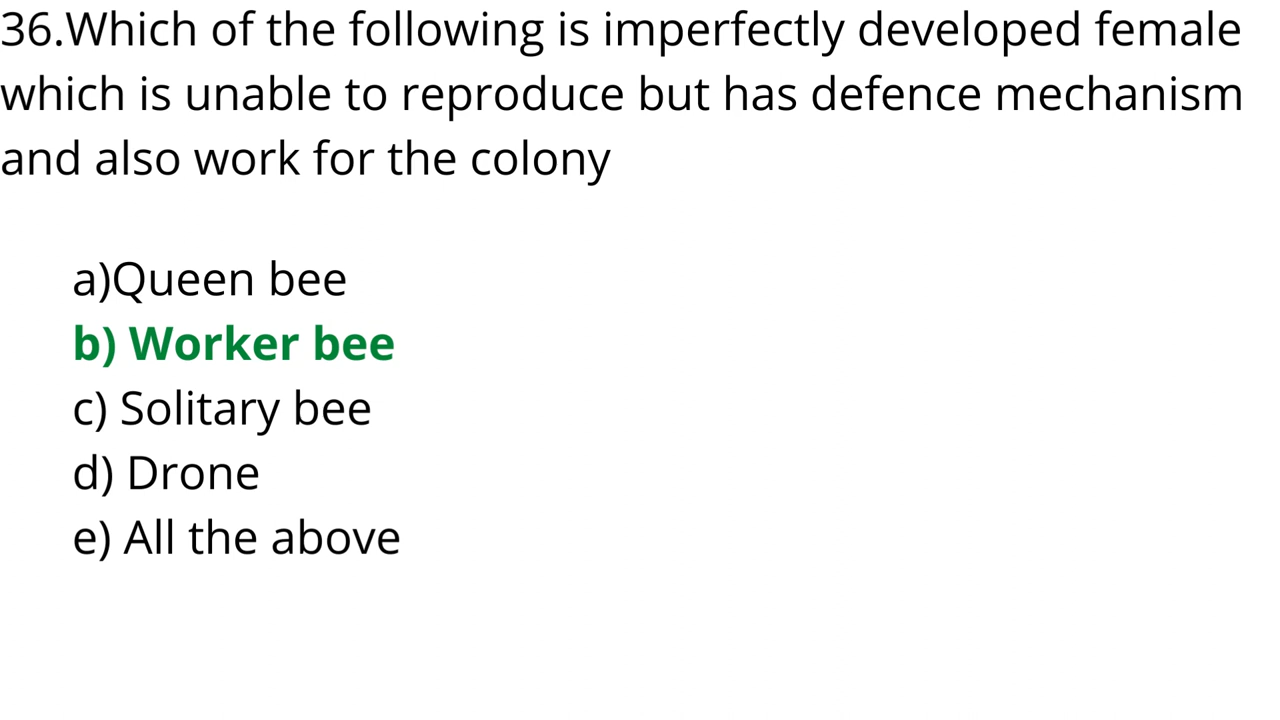 36.Which of the following is imperfectly developed female
which is unable to reproduce but has defence mechanism
and also work for the colony
a)Queen bee
b) Worker bee
c) Solitary bee
d) Drone
e) All the above